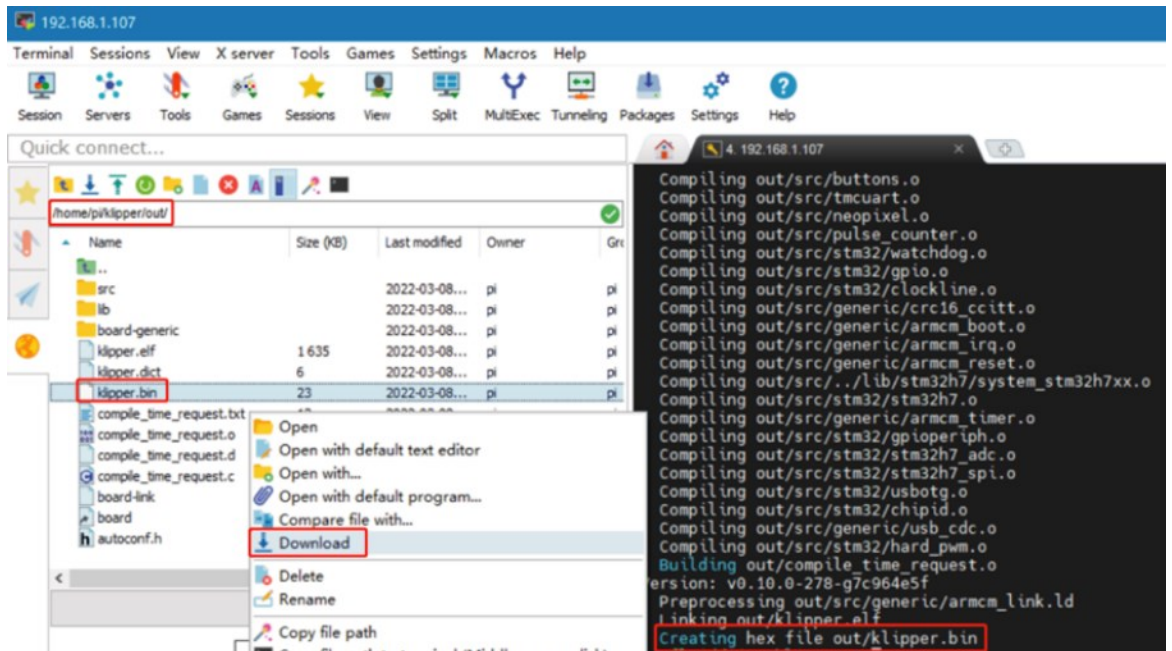 192.168.1.107
Terminal Sessions View X server Tools Games Settings Macros Help
Session Servers Tools Games Sessions View Split MultiExec Tunneling Packages Settings Help
Quick connect...
4. 192.168.1.107
/home/pi/klipper/out/
Name Size (KB) Last modified Owner Gr
..
src 2022-03-08... pi pi
lib 2022-03-08... pi pi
board-generic 2022-03-08... pi pi
klipper.elf 1 635 2022-03-08... pi pi
klipper.dict 6 2022-03-08... pi pi
klipper.bin 23 2022-03-08... pi pi
compile_time_request.txt
compile_time_request.o
compile_time_request.d
compile_time_request.c
board-link
board
autoconf.h
Open
Open with default text editor
Open with...
Open with default program...
Compare file with...
Download
Delete
Rename
Copy file path
Compiling out/src/buttons.o
Compiling out/src/tmcuart.o
Compiling out/src/neopixel.o
Compiling out/src/pulse_counter.o
Compiling out/src/stm32/watchdog.o
Compiling out/src/stm32/gpio.o
Compiling out/src/stm32/clockline.o
Compiling out/src/generic/crc16_ccitt.o
Compiling out/src/generic/armcm_boot.o
Compiling out/src/generic/armcm_irq.o
Compiling out/src/generic/armcm_reset.o
Compiling out/src/../lib/stm32h7/system_stm32h7xx.o
Compiling out/src/stm32/stm32h7.o
Compiling out/src/generic/armcm_timer.o
Compiling out/src/stm32/gpioperiph.o
Compiling out/src/stm32/stm32h7_adc.o
Compiling out/src/stm32/stm32h7_spi.o
Compiling out/src/stm32/usbotg.o
Compiling out/src/stm32/chipid.o
Compiling out/src/generic/usb_cdc.o
Compiling out/src/stm32/hard_pwm.o
Building out/compile_time_request.o
ersion: v0.10.0-278-g7c964e5f
Preprocessing out/src/generic/armcm_link.ld
Linking out/klipper.elf
Creating hex file out/klipper.bin